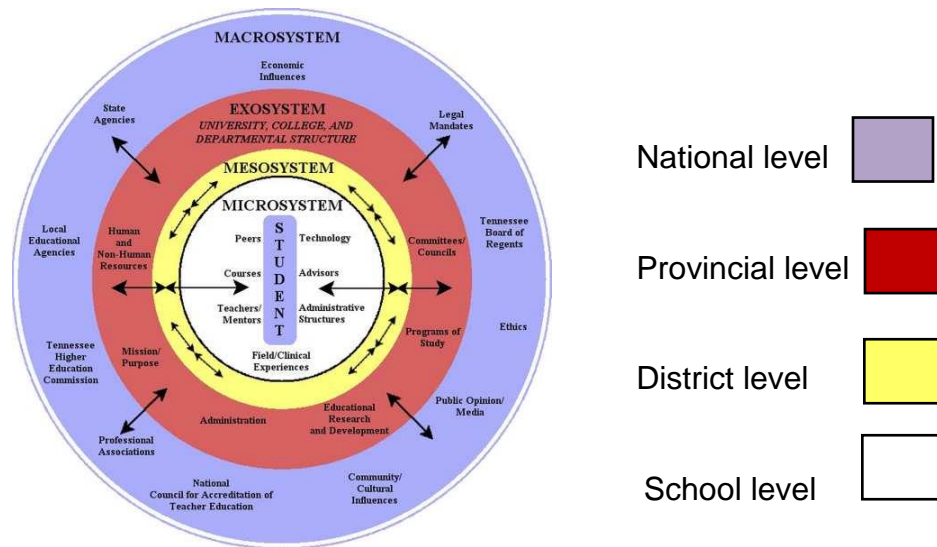 MACROSYSTEM
Economic
Influences
EXOSYSTEM
UNIVERSITY, COLLEGE, AND
DEPARTMENTAL STRUCTURE
State
Agencies
Legal
Mandates
MESOSYSTEM
MICROSYSTEM
Local
Educational
Agencies
Human
and
Non-Human
Resources
Peers
Courses
Teachers/
Mentors
STUDENT
Technology
Advisors
Administrative
Structures
Field/Clinical
Experiences
Committees/
Councils
Tennessee
Board of
Regents
Programs of
Study
Ethics
Tennessee
Higher
Education
Commission
Mission/
Purpose
Administration
Educational
Research
and Development
Public Opinion/
Media
Professional
Associations
National
Council for Accreditation of
Teacher Education
Community/
Cultural
Influences
National level
Provincial level
District level
School level